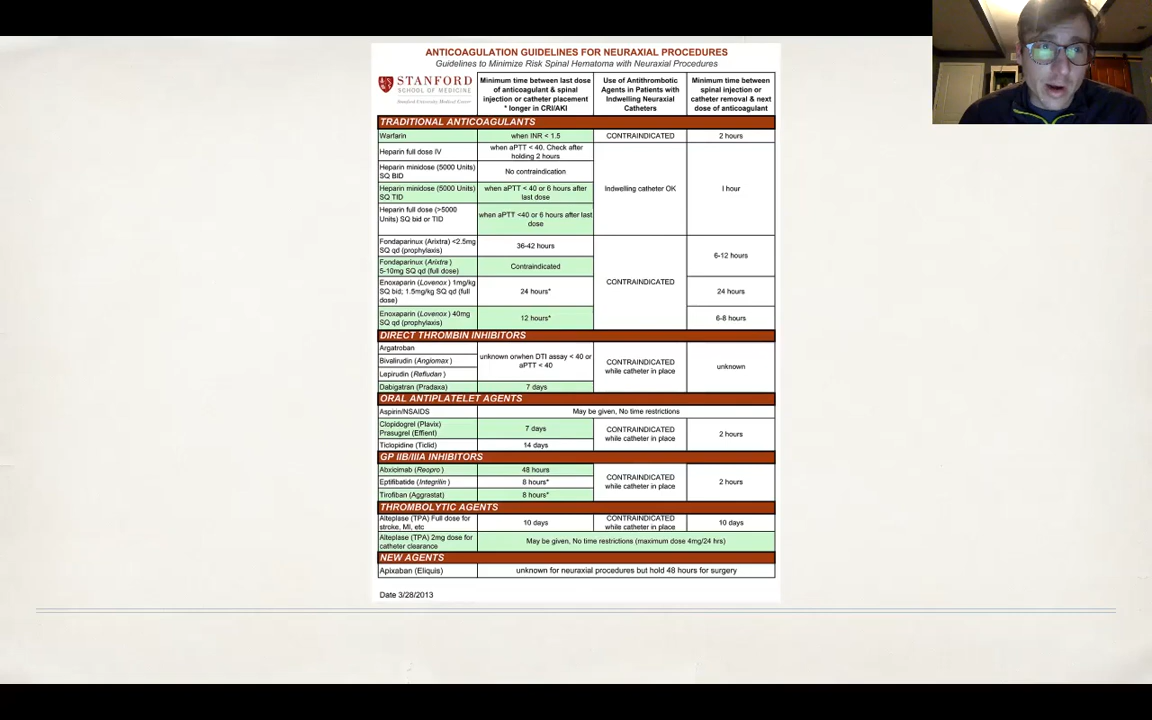 ANTICOAGULATION GUIDELINES FOR NEURAXIAL PROCEDURES
Guidelines to Minimize Risk Spinal Hematoma with Neuraxial Procedures
STANFORD
SCHOOL OF MEDICINE
Stanford University Medical Center
Minimum time between last dose
of anticoagulant & spinal
injection or catheter placement
* longer in CRI/AKI
Use of Antithrombotic
Agents in Patients with
Indwelling Neuraxial
Catheters
Minimum time between
spinal injection or
catheter removal & next
dose of anticoagulant
TRADITIONAL ANTICOAGULANTS
Warfarin
when INR < 1.5
CONTRAINDICATED
2 hours
Heparin full dose IV
when aPTT < 40. Check after
holding 2 hours
Heparin minidose (5000 Units)
SQ BID
No contraindication
Heparin minidose (5000 Units)
SQ TID
when aPTT < 40 or 6 hours after
last dose
Heparin full dose (>5000
Units) SQ bid or TID
when aPTT <40 or 6 hours after last
dose
Indwelling catheter OK
I hour
Fondaparinux (Arixtra) <2.5mg
SQ qd (prophylaxis)
36-42 hours
Fondaparinux (Arixtra )
5-10mg SQ qd (full dose)
Contraindicated
6-12 hours
Enoxaparin (Lovenox ) 1mg/kg
SQ bid; 1.5mg/kg SQ qd (full
dose)
24 hours*
CONTRAINDICATED
24 hours
Enoxaparin (Lovenox ) 40mg
SQ qd (prophylaxis)
12 hours*
6-8 hours
DIRECT THROMBIN INHIBITORS
Argatroban
Bivalirudin (Angiomax )
Lepirudin (Refludan )
unknown orwhen DTI assay < 40 or
aPTT < 40
CONTRAINDICATED
while catheter in place
unknown
Dabigatran (Pradaxa)
7 days
ORAL ANTIPLATELET AGENTS
Aspirin/NSAIDS
May be given, No time restrictions
Clopidogrel (Plavix)
Prasugrel (Effient)
7 days
CONTRAINDICATED
while catheter in place
2 hours
Ticlopidine (Ticlid)
14 days
GP IIB/IIIA INHIBITORS
Abxicimab (Reopro )
48 hours
Eptifibatide (Integrilin )
8 hours*
CONTRAINDICATED
while catheter in place
2 hours
Tirofiban (Aggrastat)
8 hours*
THROMBOLYTIC AGENTS
Alteplase (TPA) Full dose for
stroke, MI, etc
10 days
CONTRAINDICATED
while catheter in place
10 days
Alteplase (TPA) 2mg dose for
catheter clearance
May be given, No time restrictions (maximum dose 4mg/24 hrs)
NEW AGENTS
Apixaban (Eliquis)
unknown for neuraxial procedures but hold 48 hours for surgery
Date 3/28/2013